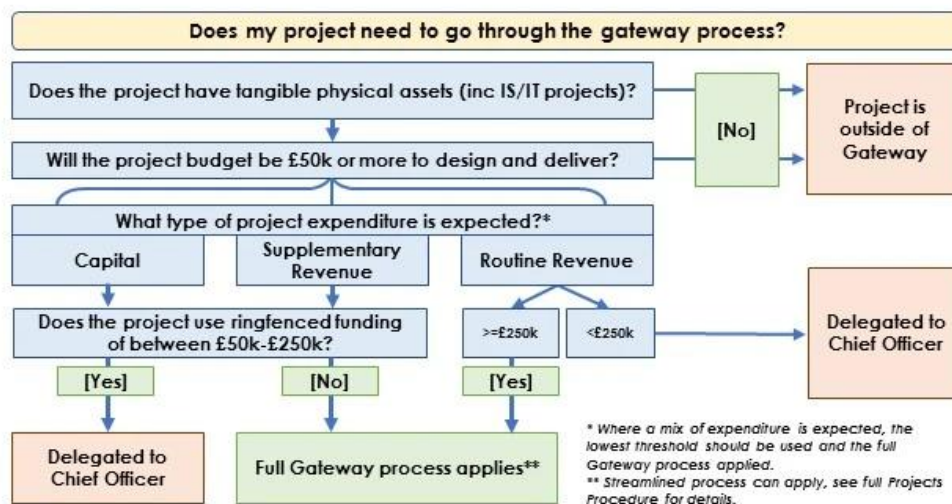 Does my project need to go through the gateway process?
Does the project have tangible physical assets (inc IS/IT projects)?
[No]
Project is
outside of
Gateway
Will the project budget be £50k or more to design and deliver?
What type of project expenditure is expected?*
Capital
Supplementary
Revenue
Routine Revenue
Does the project use ringfenced funding
of between £50k-£250k?
>=£250k
<£250k
Delegated to
Chief Officer
[Yes]
[No]
[Yes]
Delegated to
Chief Officer
Full Gateway process applies**
* Where a mix of expenditure is expected, the
lowest threshold should be used and the full
Gateway process applied.
** Streamlined process can apply, see full Projects
Procedure for details.